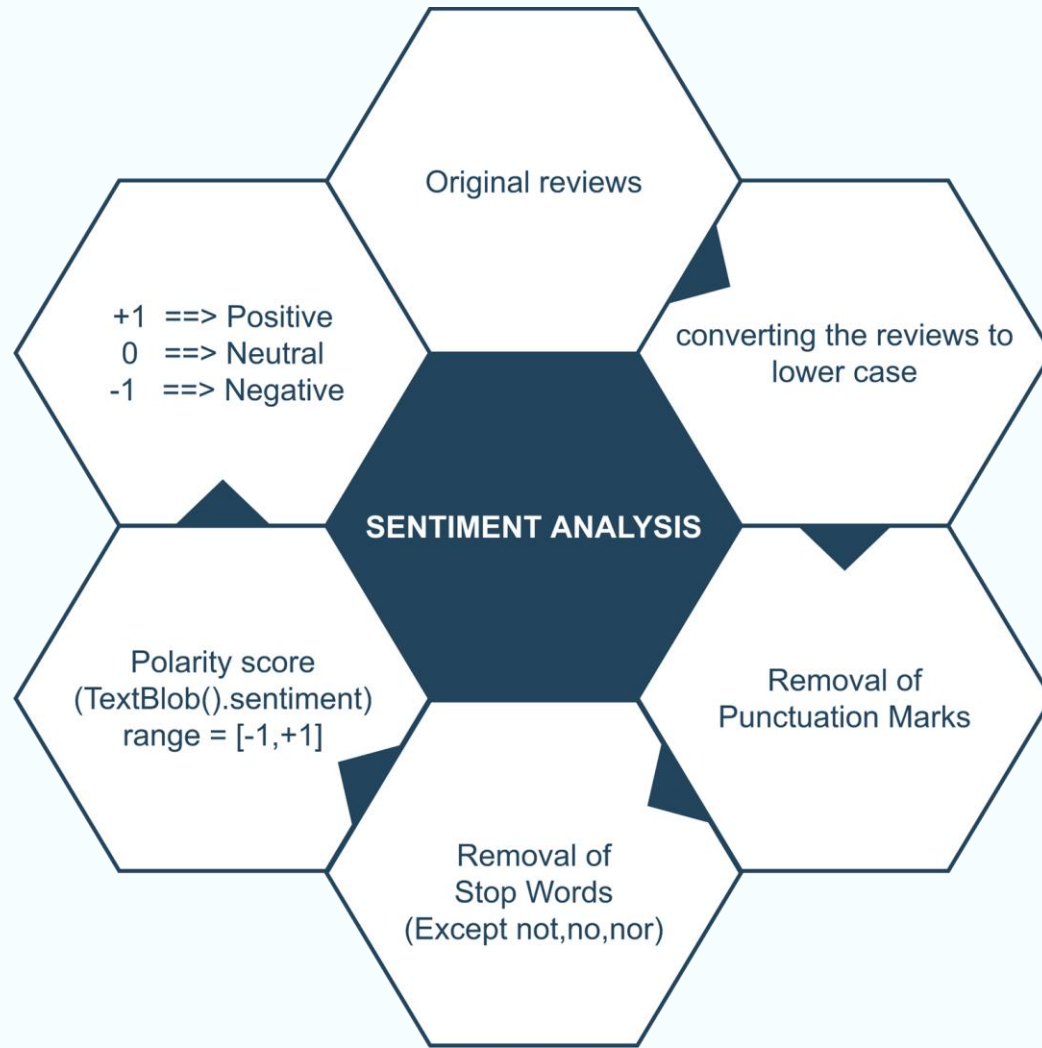 Original reviews
converting the reviews to
lower case
Removal of
Punctuation Marks
Removal of
Stop Words
(Except not,no,nor)
Polarity score
(TextBlob().sentiment)
range = [-1,+1]
+1 ==> Positive
0 ==> Neutral
-1 ==> Negative
SENTIMENT ANALYSIS